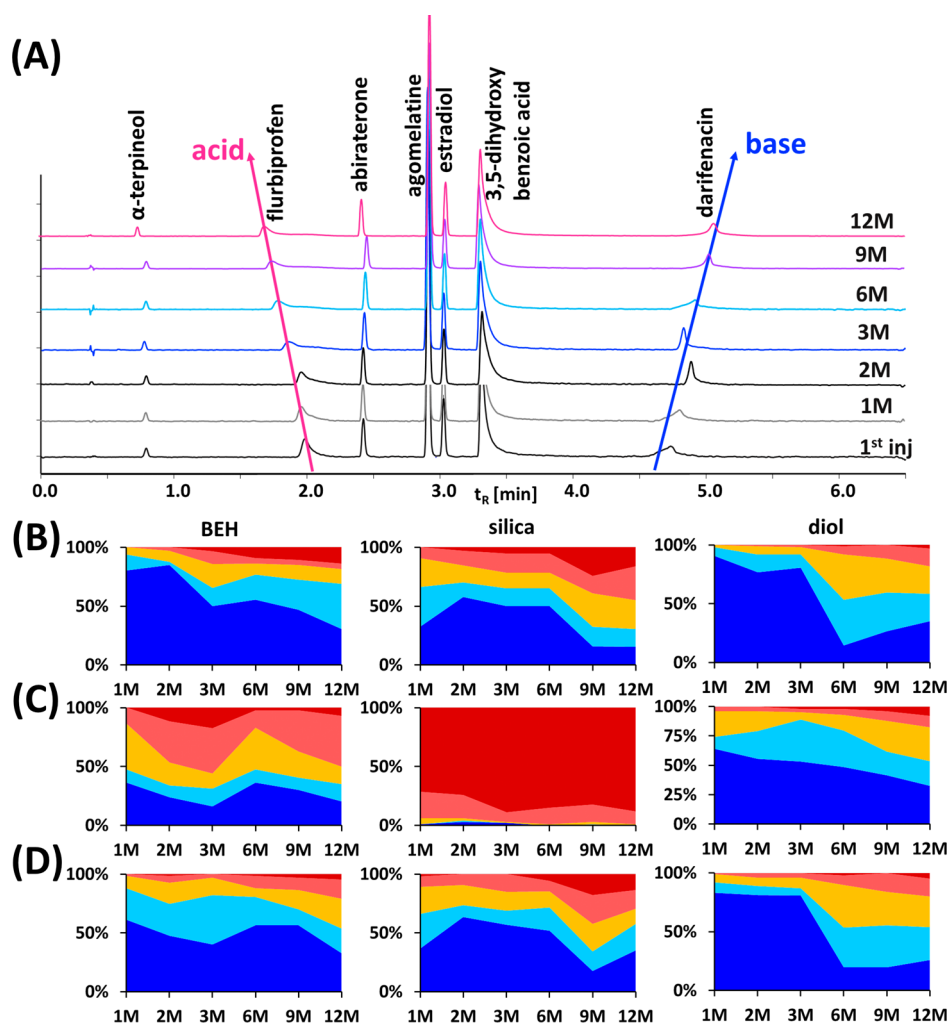 (A)
α-terpineol
acid
flurbiprofen
abiraterone
agomelatine
estradiol
3,5-dihydroxy
benzoic acid
darifenacin
base
12M
9M
6M
3M
2M
1M
1st inj
0.0 1.0 2.0 3.0 4.0 5.0 6.0
tR [min]
(B)
BEH silica diol
100% 100% 100%
50% 50% 50%
0% 0% 0%
1M 2M 3M 6M 9M 12M 1M 2M 3M 6M 9M 12M 1M 2M 3M 6M 9M 12M
(C)
100% 100% 100%
75%
50% 50% 50%
25%
0% 0% 0%
1M 2M 3M 6M 9M 12M 1M 2M 3M 6M 9M 12M 1M 2M 3M 6M 9M 12M
(D)
100% 100% 100%
50% 50% 50%
0% 0% 0%
1M 2M 3M 6M 9M 12M 1M 2M 3M 6M 9M 12M 1M 2M 3M 6M 9M 12M